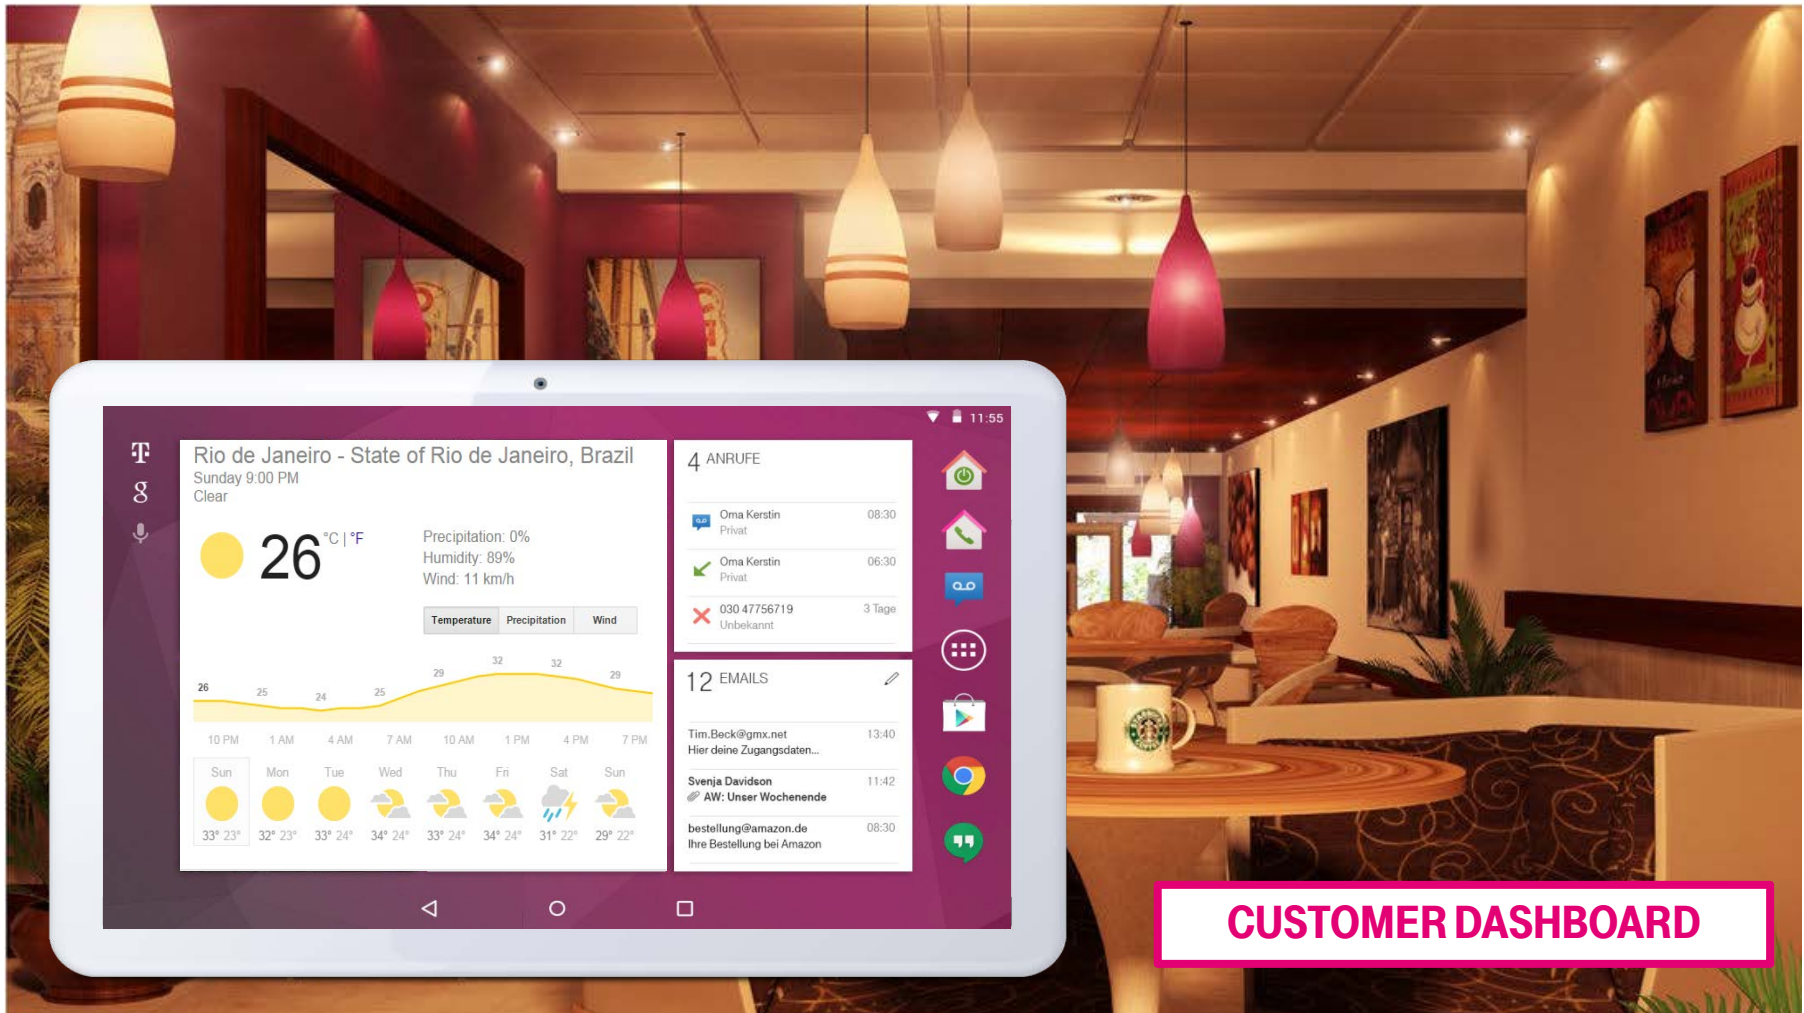 11:55
Rio de Janeiro - State of Rio de Janeiro, Brazil
Sunday 9:00 PM
Clear
26 °C | °F
Precipitation: 0%
Humidity: 89%
Wind: 11 km/h
Temperature Precipitation Wind
26 25 24 25 29 32 32 29
10 PM 1 AM 4 AM 7 AM 10 AM 1 PM 4 PM 7 PM
Sun Mon Tue Wed Thu Fri Sat Sun
33° 23° 32° 23° 33° 24° 34° 24° 33° 24° 34° 24° 31° 22° 29° 22°
4 ANRUFE
Oma Kerstin 08:30
Privat
Oma Kerstin 06:30
Privat
030 47756719 3 Tage
Unbekannt
12 EMAILS
Tim.Beck@gmx.net 13:40
Hier deine Zugangsdaten...
Svenja Davidson 11:42
AW: Unser Wochenende
bestellung@amazon.de 08:30
Ihre Bestellung bei Amazon
T
g
CUSTOMER DASHBOARD